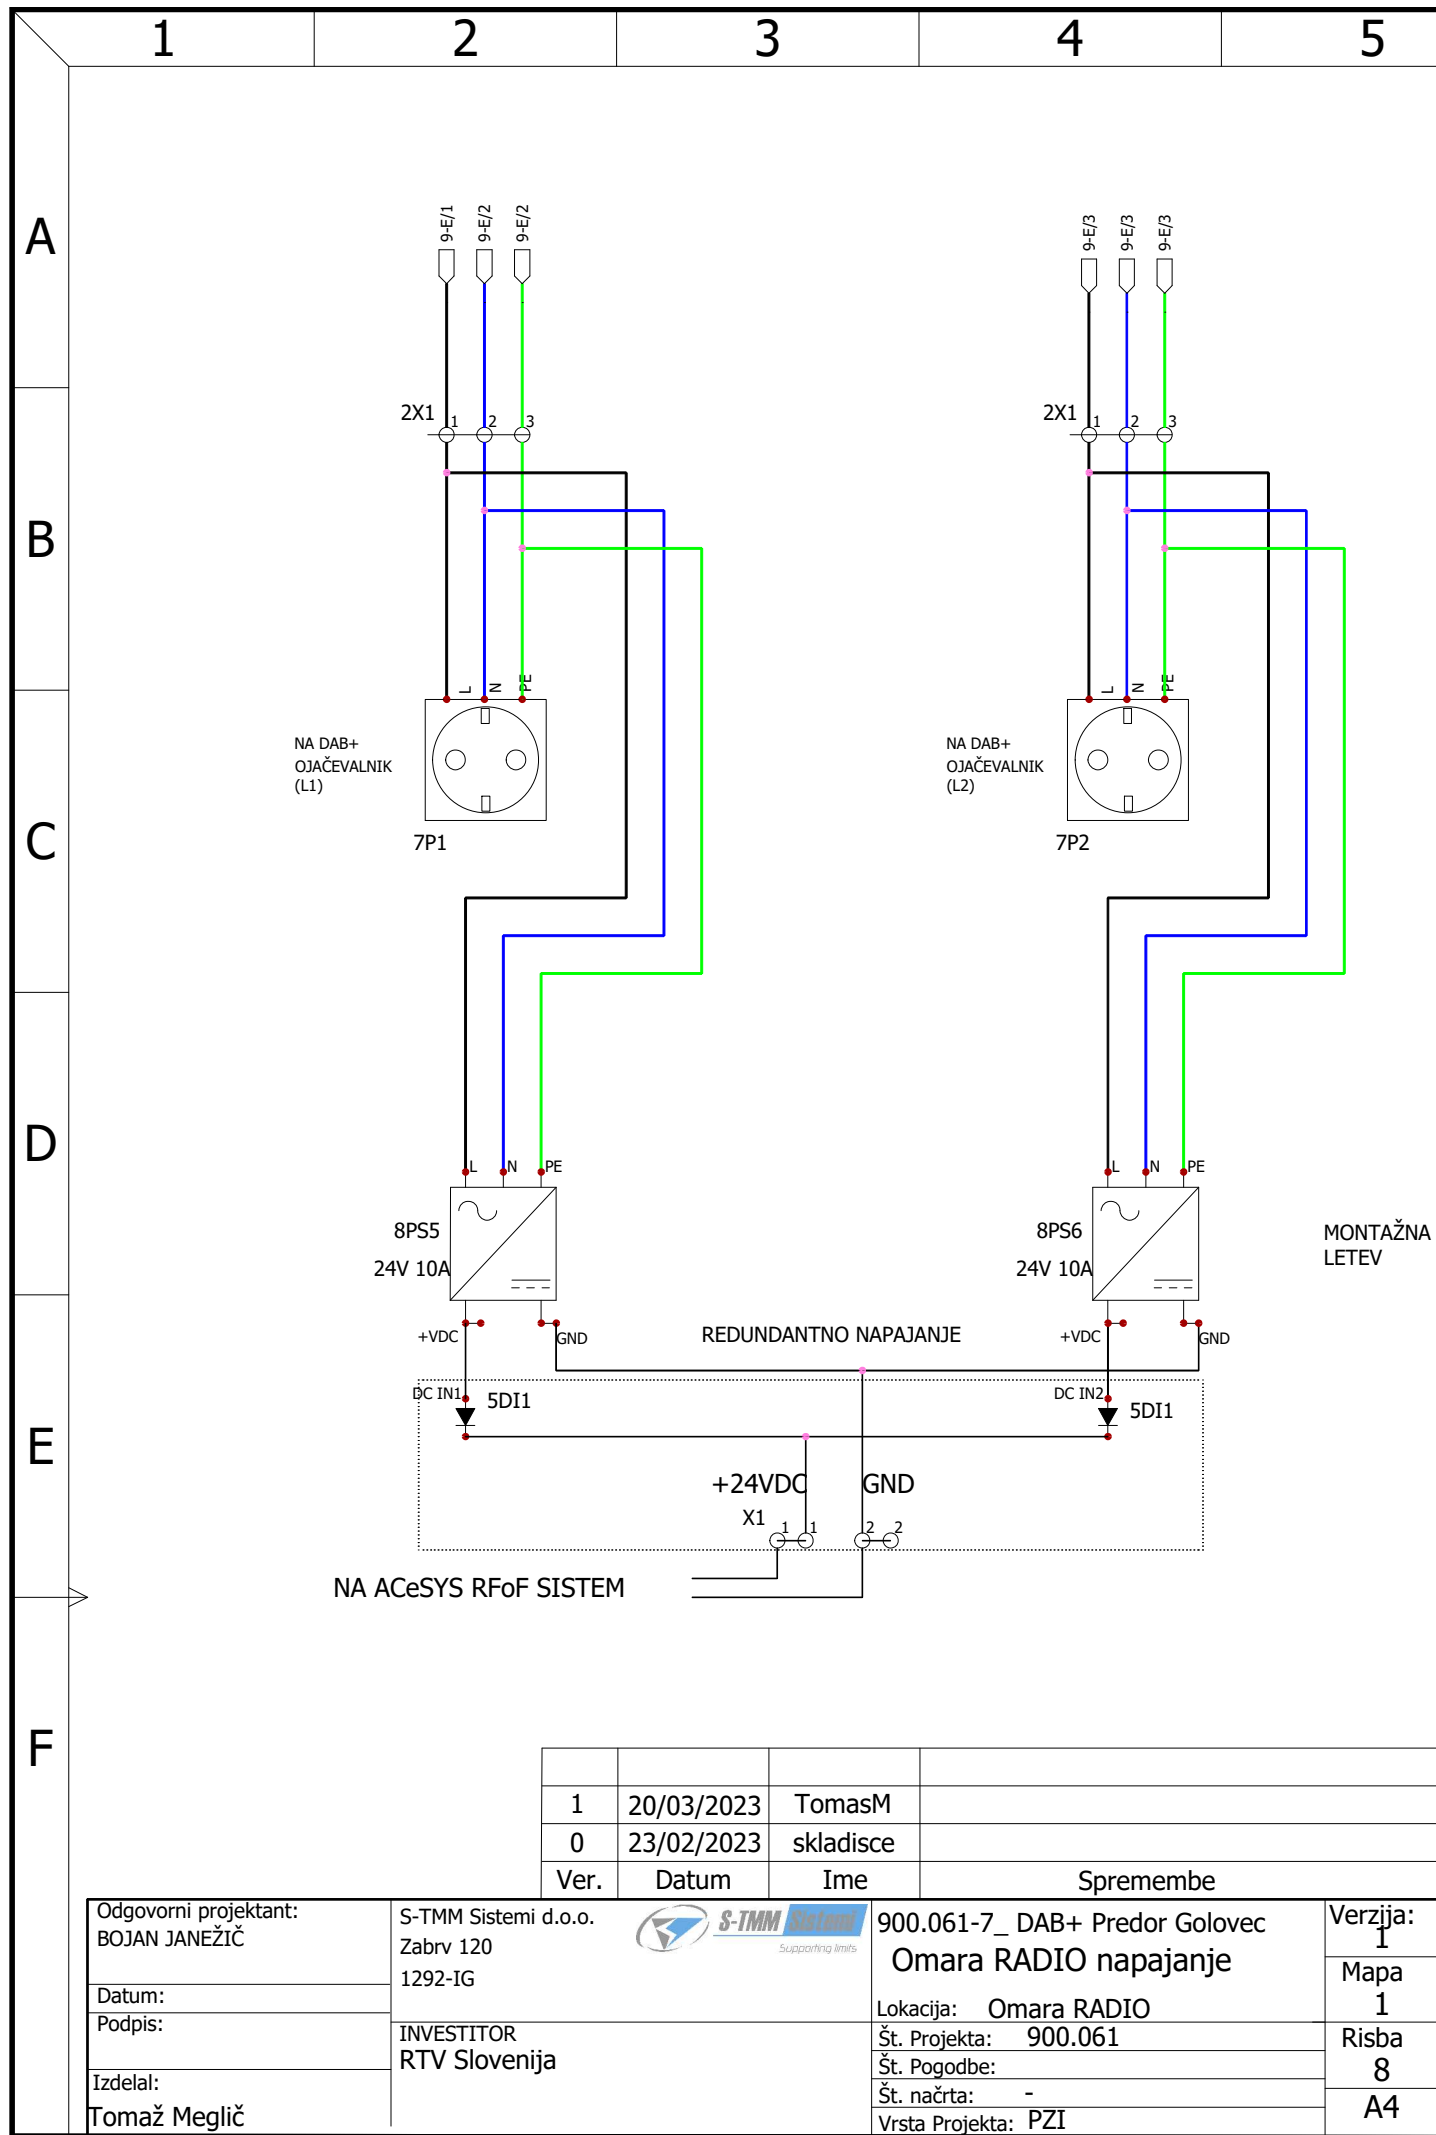 1 2 3 4 5
A
B
C
D
E
F
9-E/1 9-E/2 9-E/2
9-E/3 9-E/3 9-E/3
2X1 1 2 3
2X1 1 2 3
L N PE
L N PE
NA DAB+
OJAČEVALNIK
(L1)
7P1
NA DAB+
OJAČEVALNIK
(L2)
7P2
L N PE
8PS5
24V 10A
+VDC GND
L N PE
8PS6
24V 10A
+VDC GND
MONTAŽNA
LETEV
REDUNDANTNO NAPAJANJE
DC IN1 5DI1
DC IN2 5DI1
+24VDC GND
X1 1 1 2 2
NA ACeSYS RFoF SISTEM
1 20/03/2023 TomasM
0 23/02/2023 skladisce
Ver. Datum Ime Spremembe
Odgovorni projektant:
BOJAN JANEŽIČ
Datum:
Podpis:
Izdelal:
Tomaž Meglič
S-TMM Sistemi d.o.o.
Zabrv 120
1292-IG
S-TMM Sistemi
Supporting limits
INVESTITOR
RTV Slovenija
900.061-7_ DAB+ Predor Golovec
Omara RADIO napajanje
Lokacija: Omara RADIO
Št. Projekta: 900.061
Št. Pogodbe:
Št. načrta: -
Vrsta Projekta: PZI
Verzija:
1
Mapa
1
Risba
8
A4